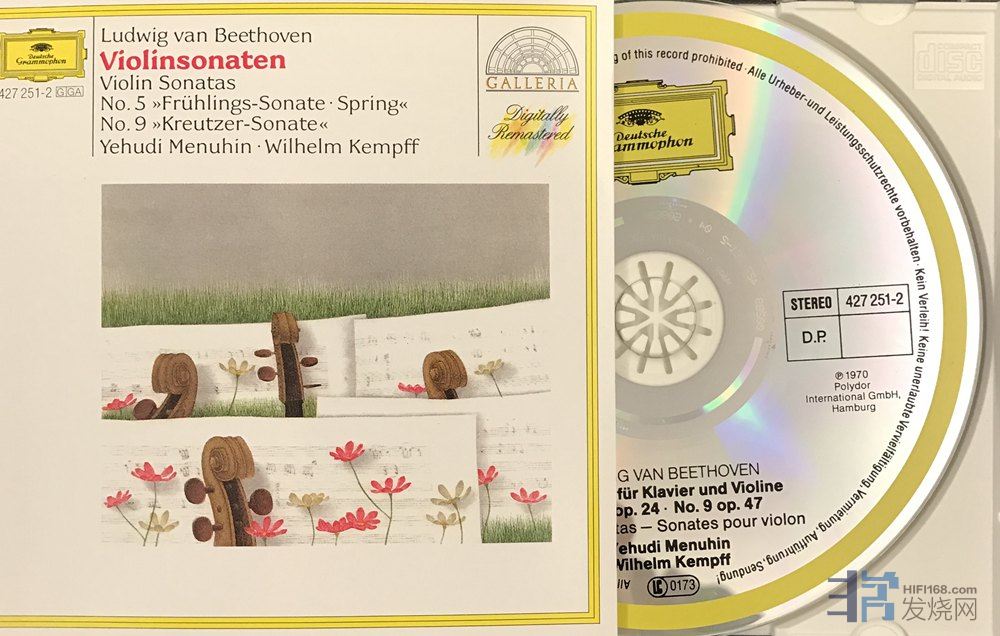 Deutsche
Grammophon
427 251-2 GGA
Ludwig van Beethoven
Violinsonaten
Violin Sonatas
No. 5 »Frühlings-Sonate · Spring«
No. 9 »Kreutzer-Sonate«
Yehudi Menuhin · Wilhelm Kempff
GALLERIA
Digitally
Remastered
g of this record prohibited · Alle Urheber- und Leistungsschutzrechte vorbehalten · Kein Verleih! Keine unerlaubte Vervielfältigung, Vermietung, Aufführung, Sendung!
disc
Deutsche
ammophon
STEREO 427 251-2
D.P.
℗ 1970
Polydor
International GmbH,
Hamburg
G VAN BEETHOVEN
für Klavier und Violine
op. 24 · No. 9 op. 47
tas – Sonates pour violon
Yehudi Menuhin
Wilhelm Kempff
All
LC 0173
HIFI168.com
发烧网